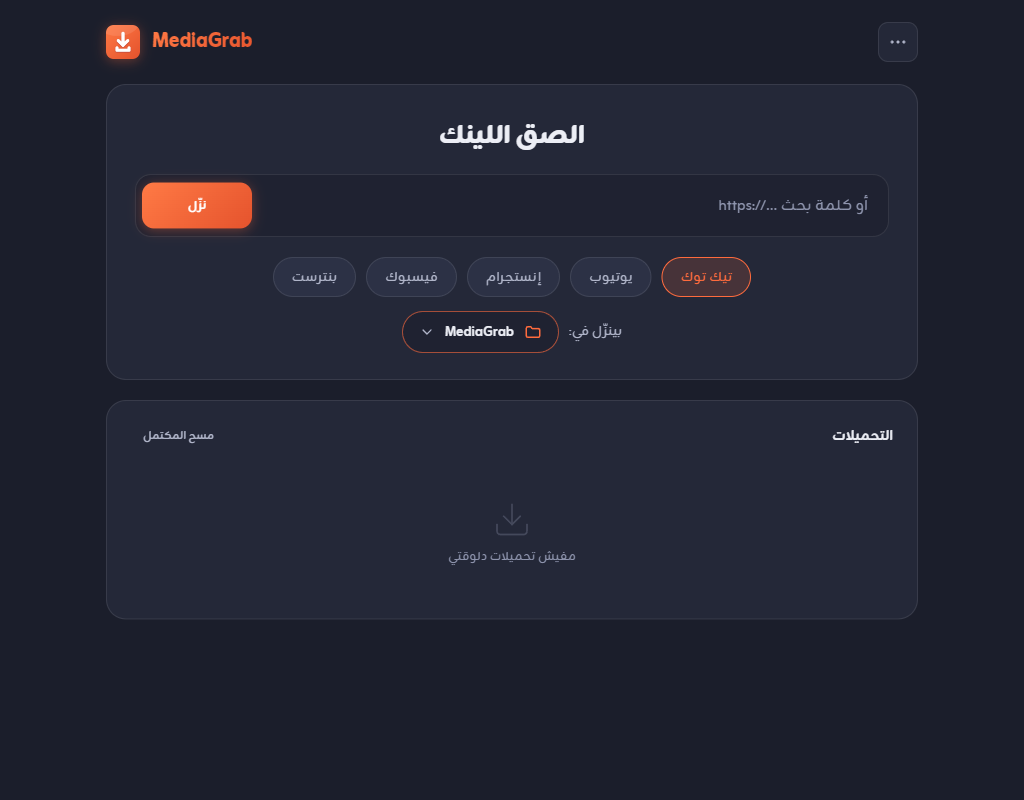 MediaGrab
الصق اللينك
أو كلمة بحث ...//:https
نزّل
تيك توك
يوتيوب
إنستجرام
فيسبوك
بنترست
بينزّل في:
MediaGrab
التحميلات
مسح المكتمل
مفيش تحميلات دلوقتي